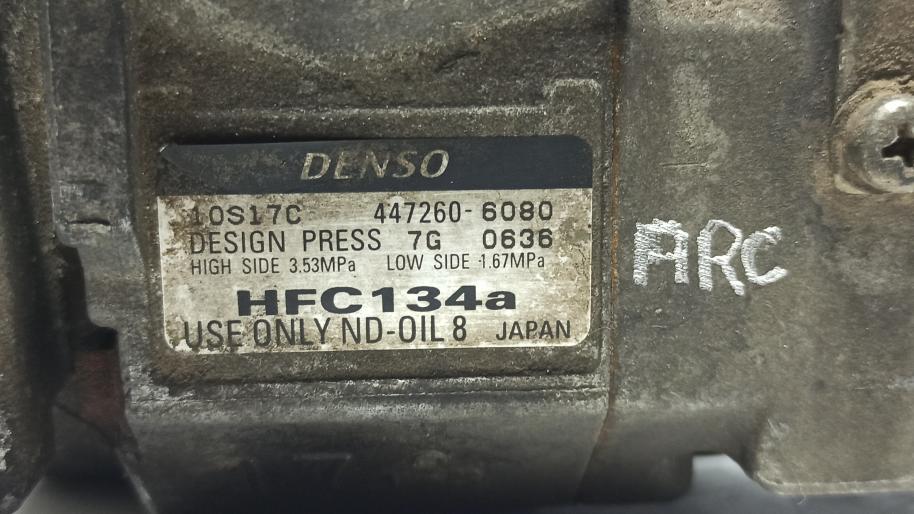 DENSO
10S17C 447260-6080
DESIGN PRESS 7G 0636
HIGH SIDE 3.53MPa LOW SIDE 1.67MPa
HFC134a
USE ONLY ND-OIL 8 JAPAN
ARC